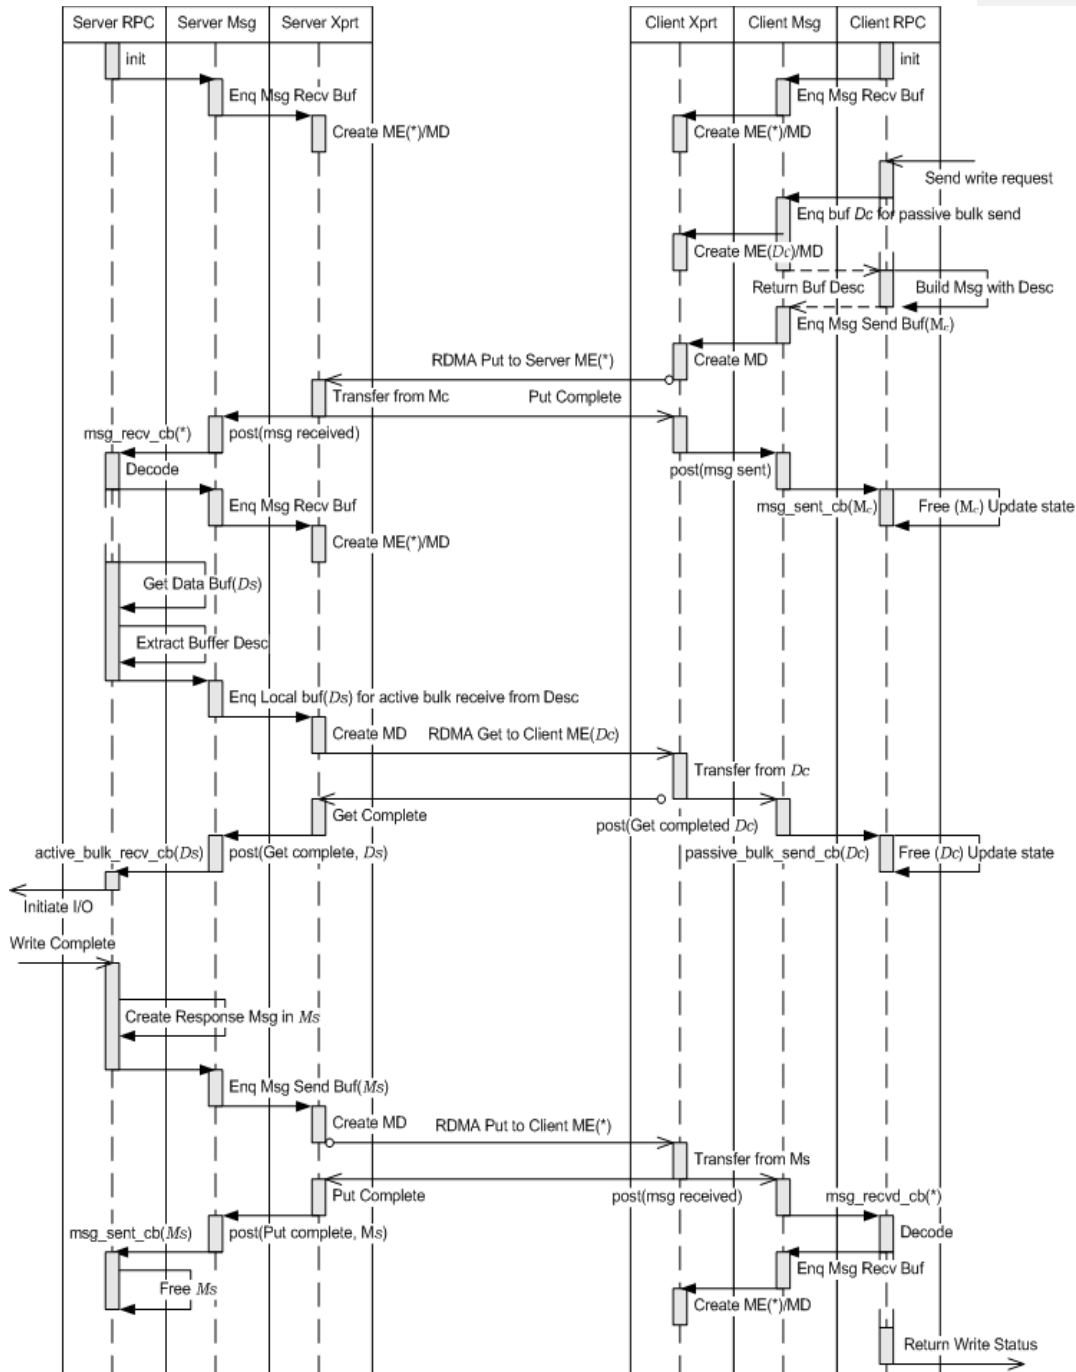 Server RPC Server Msg Server Xprt Client Xprt Client Msg Client RPC
init init
Enq Msg Recv Buf Enq Msg Recv Buf
Create ME(*)/MD Create ME(*)/MD
Send write request
Enq buf Dc for passive bulk send
Create ME(Dc)/MD
Return Buf Desc Build Msg with Desc
Enq Msg Send Buf(Mc)
RDMA Put to Server ME(*) Create MD
Transfer from Mc Put Complete
msg_recv_cb(*) post(msg received)
Decode post(msg sent)
Enq Msg Recv Buf msg_sent_cb(Mc) Free (Mc) Update state
Create ME(*)/MD
Get Data Buf(Ds)
Extract Buffer Desc
Enq Local buf(Ds) for active bulk receive from Desc
Create MD RDMA Get to Client ME(Dc)
Transfer from Dc
Get Complete post(Get completed Dc)
active_bulk_recv_cb(Ds) post(Get complete, Ds) passive_bulk_send_cb(Dc) Free (Dc) Update state
Initiate I/O
Write Complete
Create Response Msg in Ms
Enq Msg Send Buf(Ms)
Create MD RDMA Put to Client ME(*)
Transfer from Ms
Put Complete post(msg received) msg_recvd_cb(*)
msg_sent_cb(Ms) post(Put complete, Ms) Decode
Enq Msg Recv Buf
Free Ms
Create ME(*)/MD
Return Write Status